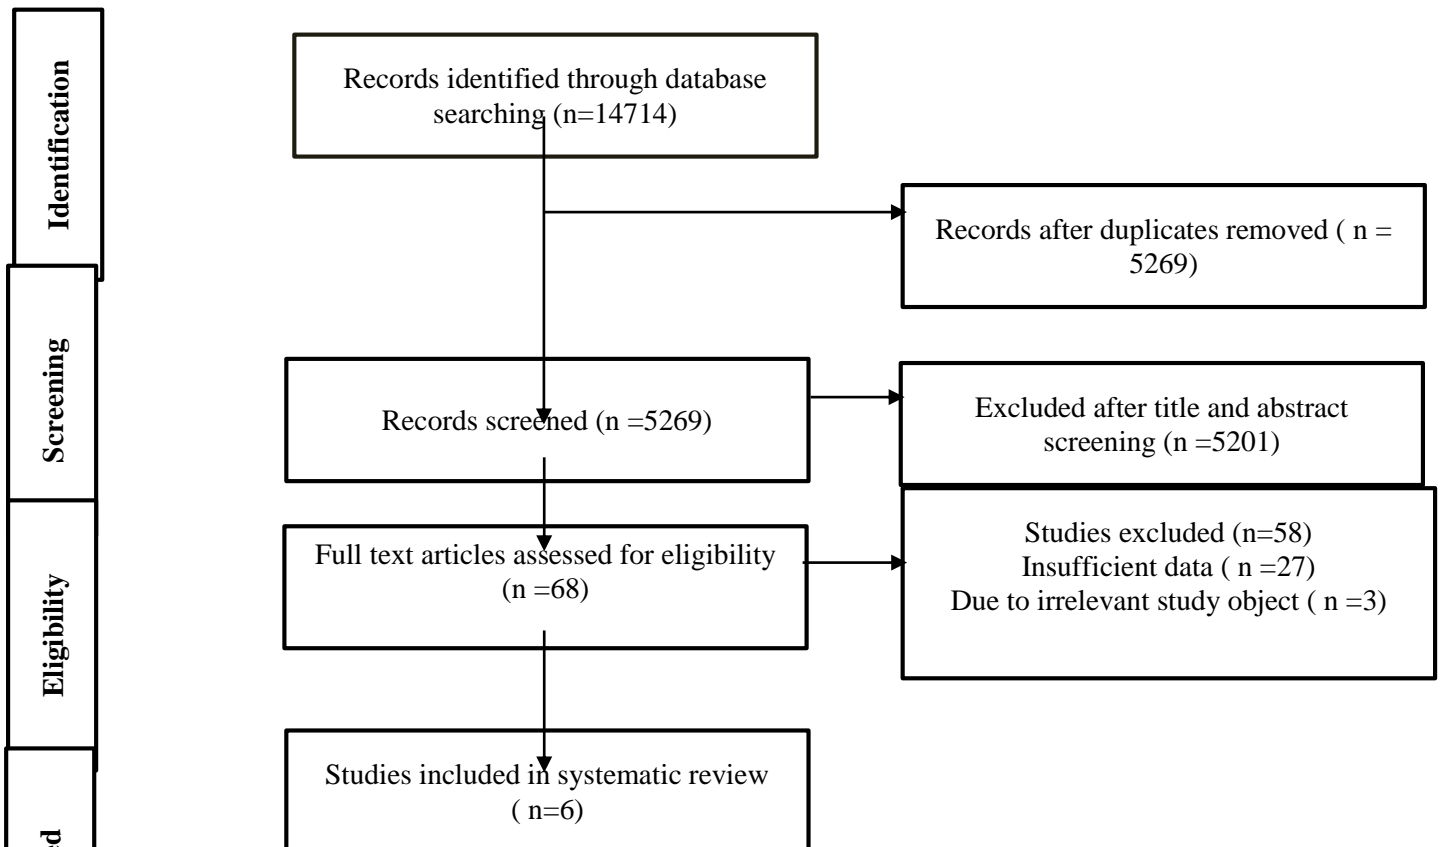 Identification
Records identified through database
searching (n=14714)
Records after duplicates removed ( n =
5269)
Screening
Records screened (n =5269)
Excluded after title and abstract
screening (n =5201)
Eligibility
Full text articles assessed for eligibility
(n =68)
Studies excluded (n=58)
Insufficient data ( n =27)
Due to irrelevant study object ( n =3)
Studies included in systematic review
( n=6)